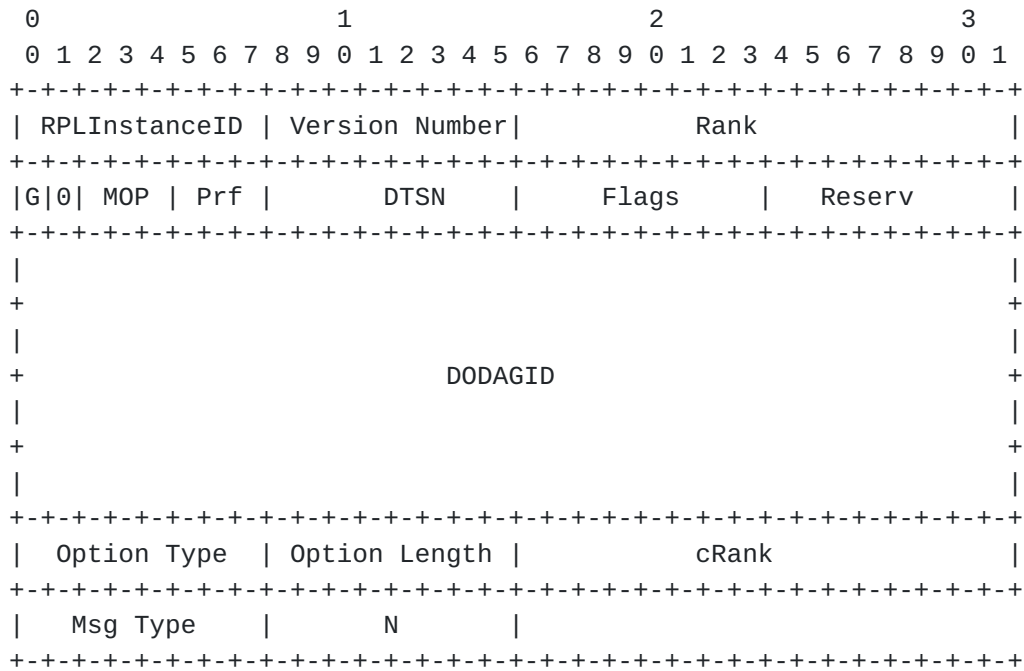 0                   1                   2                   3
 0 1 2 3 4 5 6 7 8 9 0 1 2 3 4 5 6 7 8 9 0 1 2 3 4 5 6 7 8 9 0 1
+-+-+-+-+-+-+-+-+-+-+-+-+-+-+-+-+-+-+-+-+-+-+-+-+-+-+-+-+-+-+-+-+
| RPLInstanceID | Version Number|           Rank                |
+-+-+-+-+-+-+-+-+-+-+-+-+-+-+-+-+-+-+-+-+-+-+-+-+-+-+-+-+-+-+-+-+
|G|0| MOP | Prf |       DTSN    |     Flags     |   Reserv      |
+-+-+-+-+-+-+-+-+-+-+-+-+-+-+-+-+-+-+-+-+-+-+-+-+-+-+-+-+-+-+-+-+
|                                                               |
+                                                               +
|                                                               |
+                           DODAGID                             +
|                                                               |
+                                                               +
|                                                               |
+-+-+-+-+-+-+-+-+-+-+-+-+-+-+-+-+-+-+-+-+-+-+-+-+-+-+-+-+-+-+-+-+
|  Option Type  | Option Length |           cRank               |
+-+-+-+-+-+-+-+-+-+-+-+-+-+-+-+-+-+-+-+-+-+-+-+-+-+-+-+-+-+-+-+-+
|   Msg Type    |       N       |
+-+-+-+-+-+-+-+-+-+-+-+-+-+-+-+-+-+-+-+-+-+-+-+-+-+-+-+-+-+-+-+-+